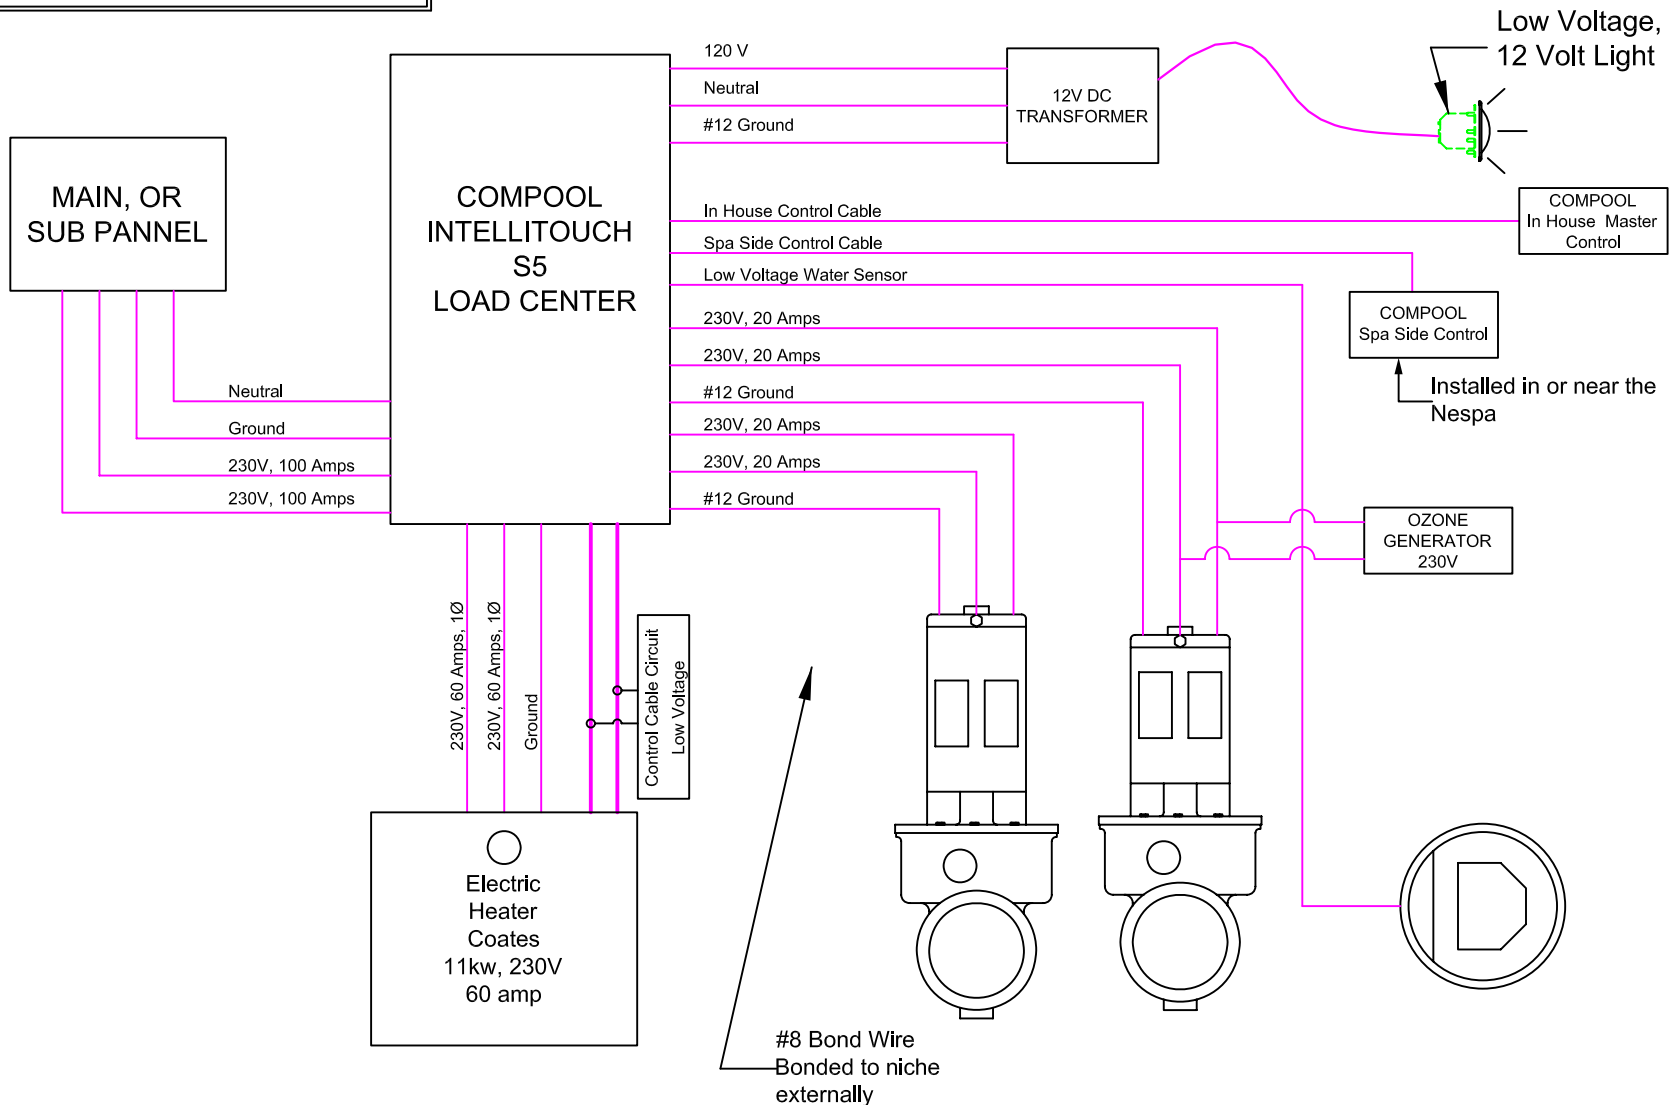 Low Voltage,
12 Volt Light
120 V
Neutral
#12 Ground
12V DC
TRANSFORMER
MAIN, OR
SUB PANNEL
COMPOOL
INTELLITOUCH
S5
LOAD CENTER
In House Control Cable
Spa Side Control Cable
Low Voltage Water Sensor
COMPOOL
In House Master
Control
230V, 20 Amps
230V, 20 Amps
#12 Ground
230V, 20 Amps
230V, 20 Amps
#12 Ground
COMPOOL
Spa Side Control
Installed in or near the
Nespa
Neutral
Ground
230V, 100 Amps
230V, 100 Amps
OZONE
GENERATOR
230V
230V, 60 Amps, 1Ø
230V, 60 Amps, 1Ø
Ground
Control Cable Circuit
Low Voltage
Electric
Heater
Coates
11kw, 230V
60 amp
#8 Bond Wire
Bonded to niche
externally